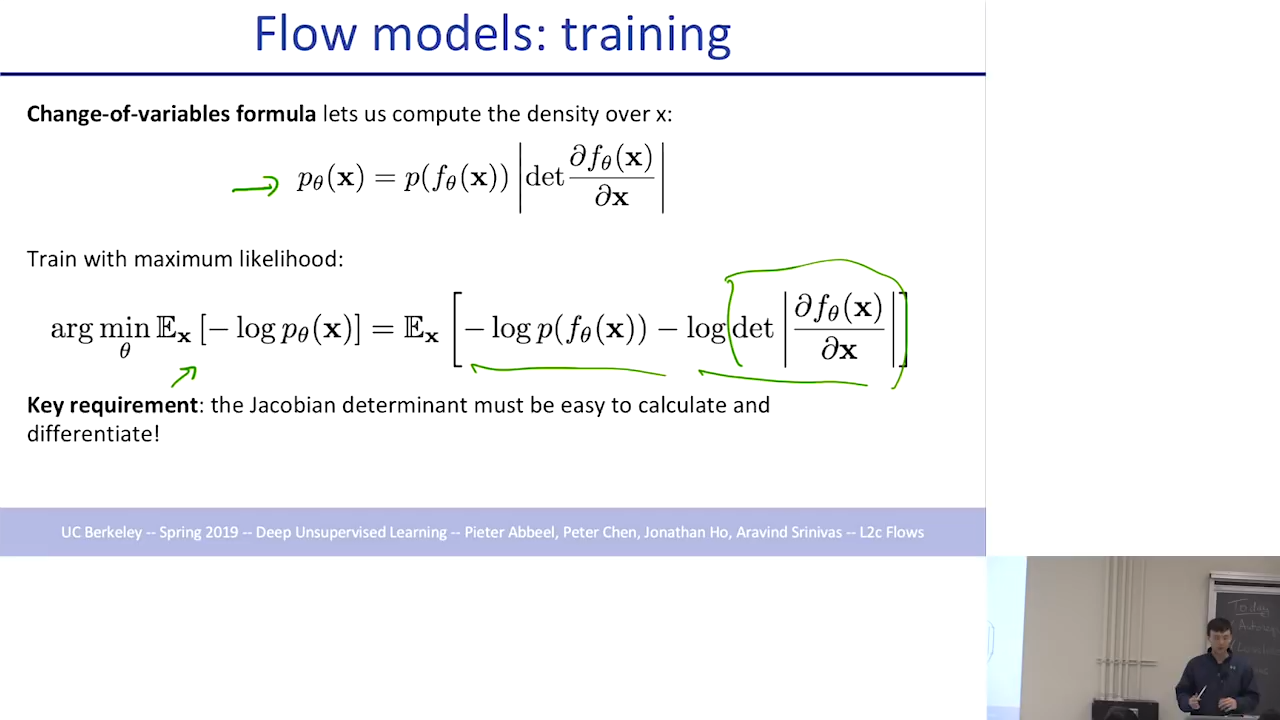 Flow models: training
Change-of-variables formula lets us compute the density over x:
p_θ(x) = p(f_θ(x)) |det ∂f_θ(x)/∂x|
Train with maximum likelihood:
arg min_θ 𝔼_x [− log p_θ(x)] = 𝔼_x [− log p(f_θ(x)) − log det |∂f_θ(x)/∂x|]
Key requirement: the Jacobian determinant must be easy to calculate and
differentiate!
UC Berkeley -- Spring 2019 -- Deep Unsupervised Learning -- Pieter Abbeel, Peter Chen, Jonathan Ho, Aravind Srinivas -- L2c Flows
Today